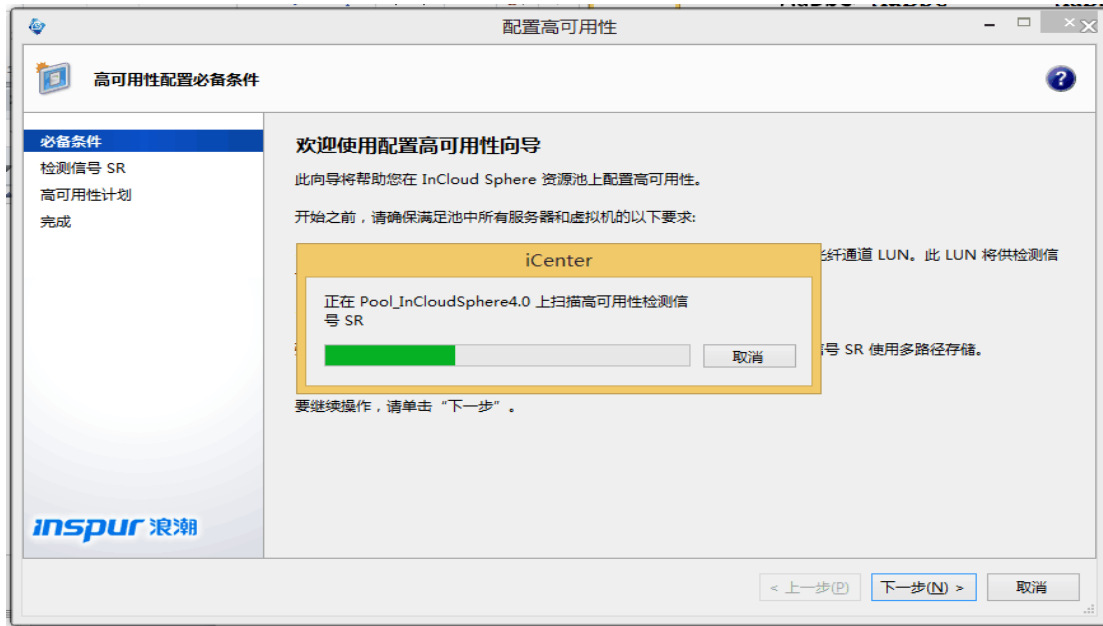 配置高可用性
高可用性配置必备条件
必备条件
检测信号 SR
高可用性计划
完成
欢迎使用配置高可用性向导
此向导将帮助您在 InCloud Sphere 资源池上配置高可用性。
开始之前，请确保满足池中所有服务器和虚拟机的以下要求:
通道 LUN。此 LUN 将供检测信
iCenter
正在 Pool_InCloudSphere4.0 上扫描高可用性检测信
号 SR
取消
号 SR 使用多路径存储。
要继续操作，请单击“下一步”。
inspur 浪潮
< 上一步(P)
下一步(N) >
取消